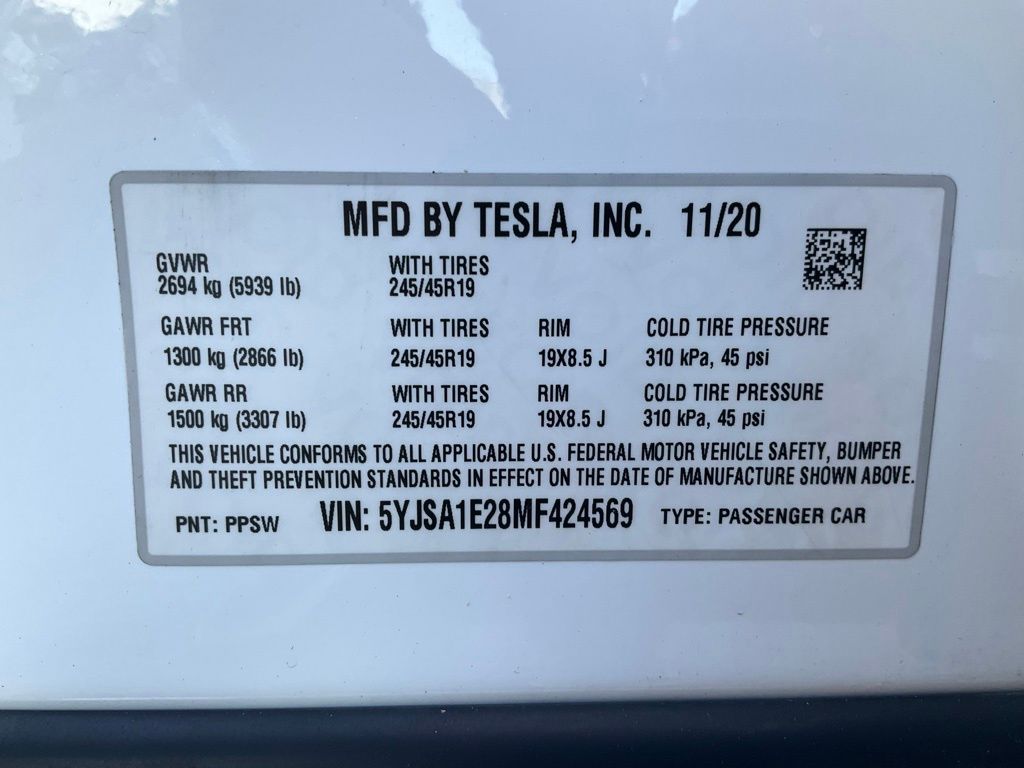 MFD BY TESLA, INC. 11/20
GVWR WITH TIRES
2694 kg (5939 lb) 245/45R19
GAWR FRT WITH TIRES RIM COLD TIRE PRESSURE
1300 kg (2866 lb) 245/45R19 19X8.5 J 310 kPa, 45 psi
GAWR RR WITH TIRES RIM COLD TIRE PRESSURE
1500 kg (3307 lb) 245/45R19 19X8.5 J 310 kPa, 45 psi
THIS VEHICLE CONFORMS TO ALL APPLICABLE U.S. FEDERAL MOTOR VEHICLE SAFETY, BUMPER
AND THEFT PREVENTION STANDARDS IN EFFECT ON THE DATE OF MANUFACTURE SHOWN ABOVE.
PNT: PPSW VIN: 5YJSA1E28MF424569 TYPE: PASSENGER CAR